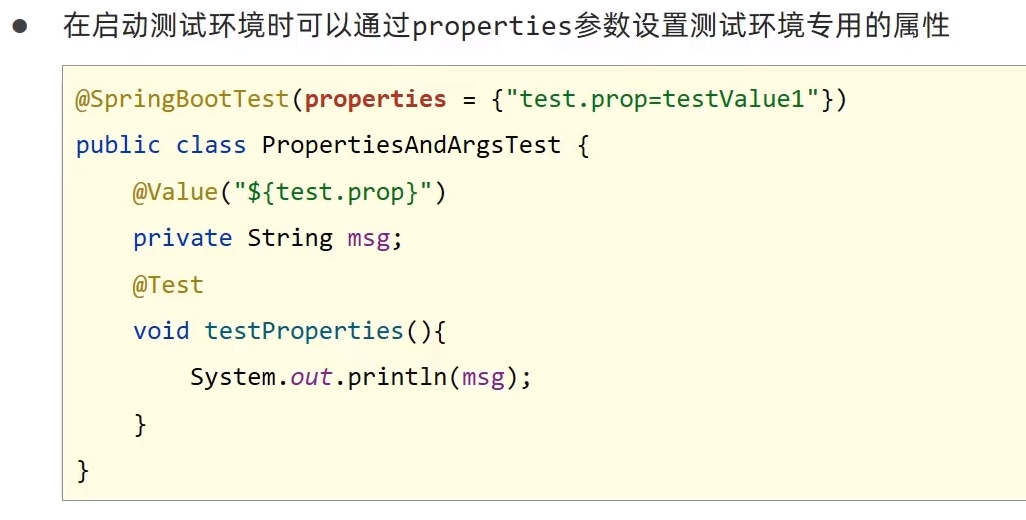 ● 在启动测试环境时可以通过properties参数设置测试环境专用的属性
@SpringBootTest(properties = {"test.prop=testValue1"})
public class PropertiesAndArgsTest {
    @Value("${test.prop}")
    private String msg;
    @Test
    void testProperties(){
        System.out.println(msg);
    }
}